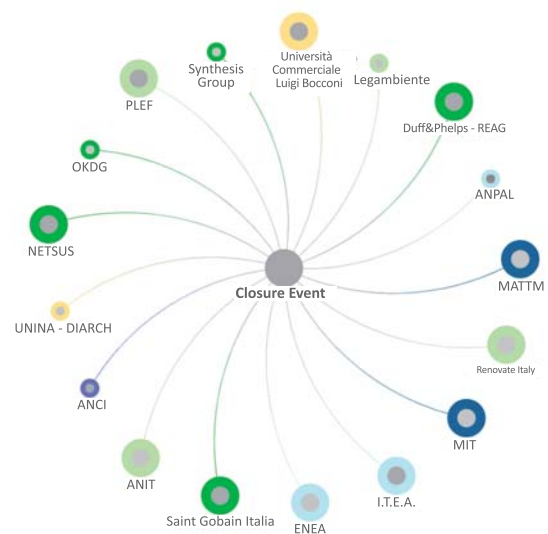 Università
Commerciale
Luigi Bocconi
Synthesis
Group
Legambiente
PLEF
Duff&Phelps - REAG
OKDG
ANPAL
NETSUS
MATTM
Closure Event
UNINA - DIARCH
Renovate Italy
ANCI
MIT
ANIT
I.T.E.A.
Saint Gobain Italia
ENEA